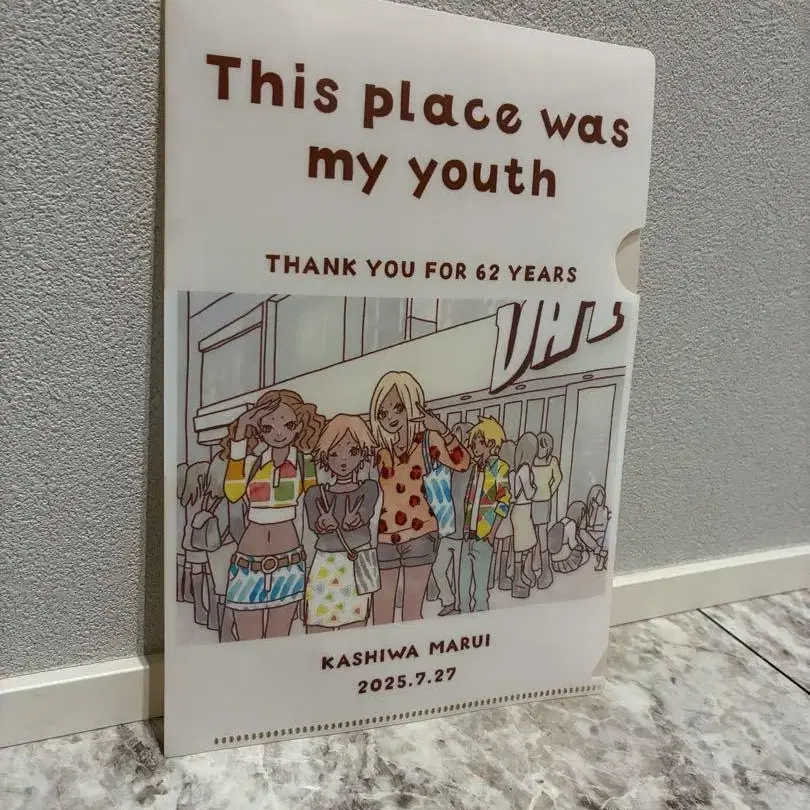 This place was
my youth
THANK YOU FOR 62 YEARS
KASHIWA MARUI
2025.7.27